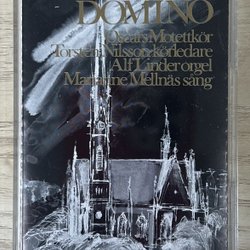 DOMINO
Oscars Motettkör
Torsten Nilsson körledare
Alf Linder orgel
Marianne Mellnäs sång